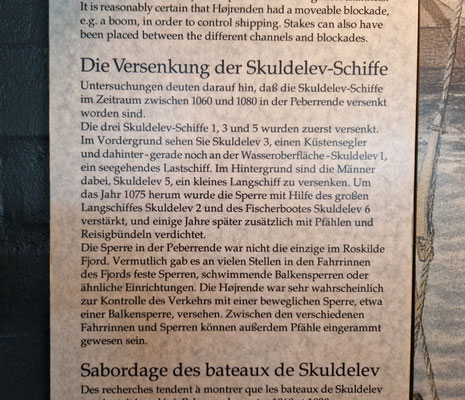 It is reasonably certain that Højrenden had a moveable blockade,
e.g. a boom, in order to control shipping. Stakes can also have
been placed between the different channels and blockades.
Die Versenkung der Skuldelev-Schiffe
Untersuchungen deuten darauf hin, daß die Skuldelev-Schiffe
im Zeitraum zwischen 1060 und 1080 in der Peberrende versenkt
worden sind.
Die drei Skuldelev-Schiffe 1, 3 und 5 wurden zuerst versenkt.
Im Vordergrund sehen Sie Skuldelev 3, einen Küstensegler
und dahinter – gerade noch an der Wasseroberfläche – Skuldelev 1,
ein seegehendes Lastschiff. Im Hintergrund sind die Männer
dabei, Skuldelev 5, ein kleines Langschiff zu versenken. Um
das Jahr 1075 herum wurde die Sperre mit Hilfe des großen
Langschiffes Skuldelev 2 und des Fischerbootes Skuldelev 6
verstärkt, und einige Jahre später zusätzlich mit Pfählen und
Reisigbündeln verdichtet.
Die Sperre in der Peberrende war nicht die einzige im Roskilde
Fjord. Vermutlich gab es an vielen Stellen in den Fahrrinnen
des Fjords feste Sperren, schwimmende Balkensperren oder
ähnliche Einrichtungen. Die Højrende war sehr wahrscheinlich
zur Kontrolle des Verkehrs mit einer beweglichen Sperre, etwa
einer Balkensperre, versehen. Zwischen den verschiedenen
Fahrrinnen und Sperren können außerdem Pfähle eingerammt
gewesen sein.
Sabordage des bateaux de Skuldelev
Des recherches tendent à montrer que les bateaux de Skuldelev